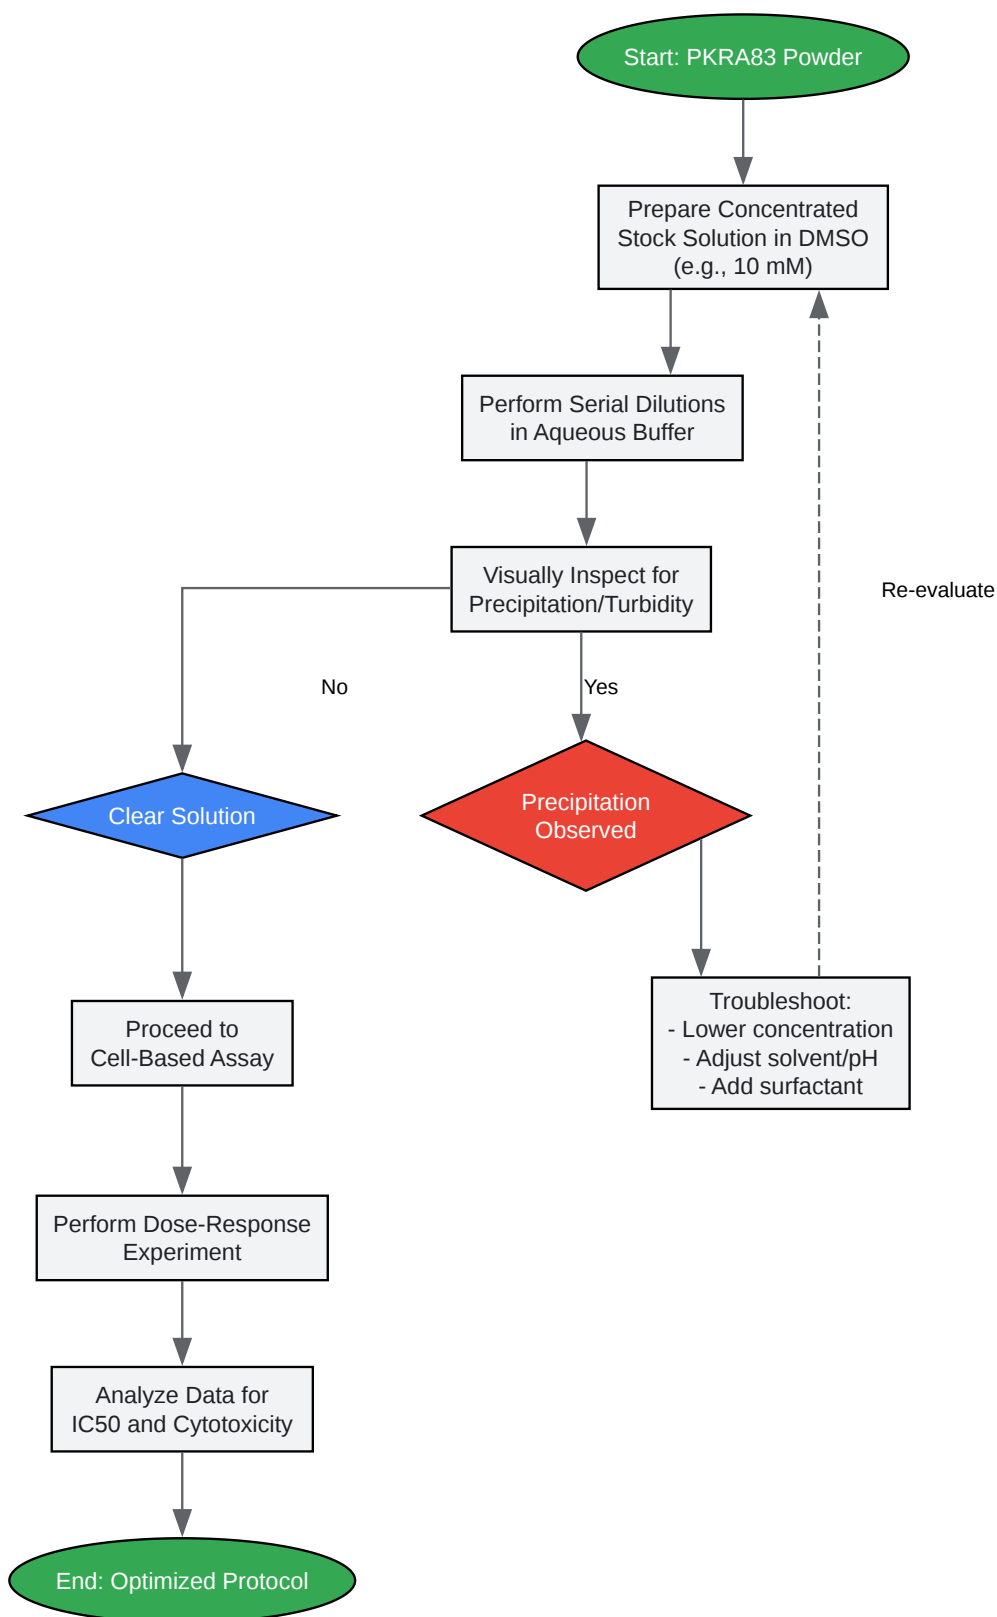 Start: PKRA83 Powder
Prepare Concentrated
Stock Solution in DMSO
(e.g., 10 mM)
Perform Serial Dilutions
in Aqueous Buffer
Visually Inspect for
Precipitation/Turbidity
Re-evaluate
No
Yes
Clear Solution
Precipitation
Observed
Troubleshoot:
- Lower concentration
- Adjust solvent/pH
- Add surfactant
Proceed to
Cell-Based Assay
Perform Dose-Response
Experiment
Analyze Data for
IC50 and Cytotoxicity
End: Optimized Protocol